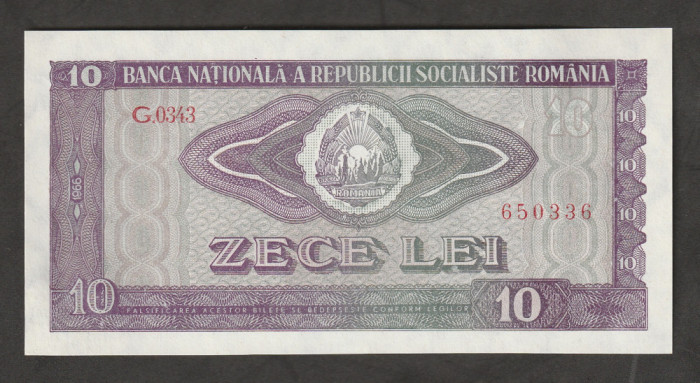 10 BANCA NAȚIONALĂ A REPUBLICII SOCIALISTE ROMÂNIA
G.0343
10
10
1966
ROMANIA
10
10
650336
10
ZECE LEI
10
10
10
FALSIFICAREA ACESTOR BILETE SE PEDEPSEȘTE CONFORM LEGILOR